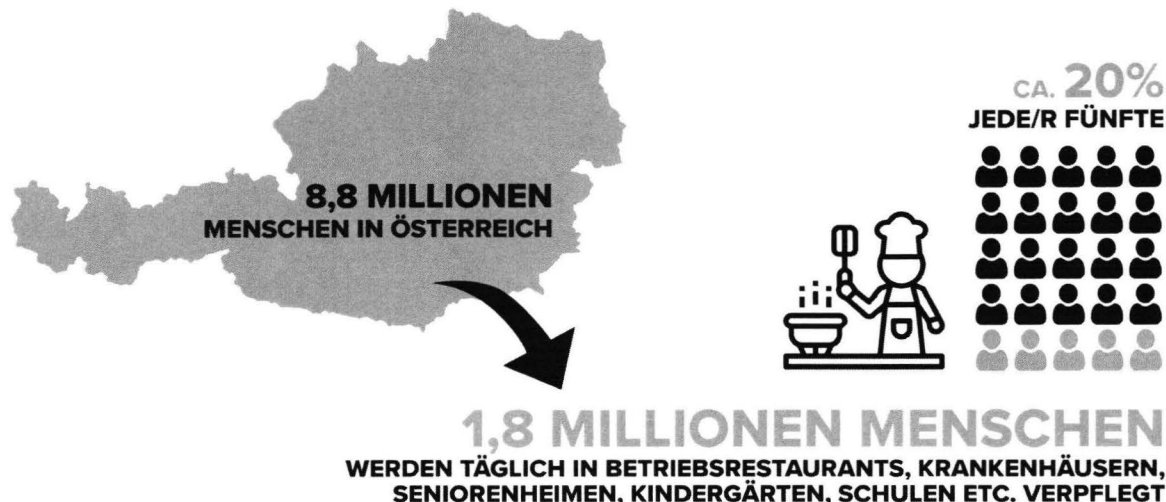 8,8 MILLIONEN
MENSCHEN IN ÖSTERREICH
CA. 20%
JEDE/R FÜNFTE
1,8 MILLIONEN MENSCHEN
WERDEN TÄGLICH IN BETRIEBSRESTAURANTS, KRANKENHÄUSERN,
SENIORENHEIMEN, KINDERGÄRTEN, SCHULEN ETC. VERPFLEGT